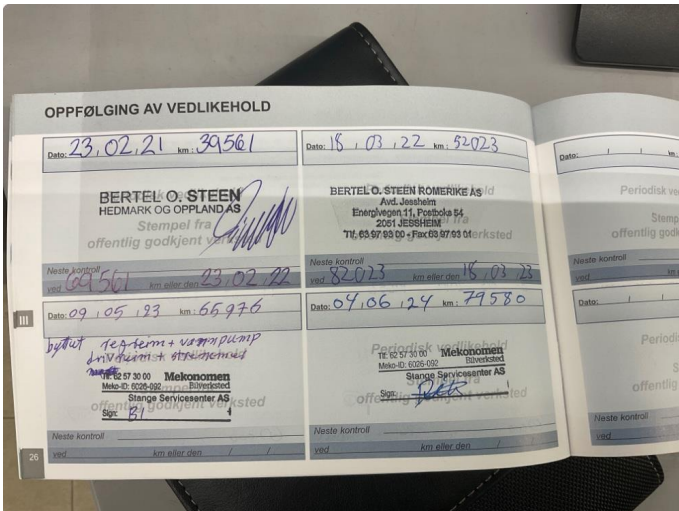 OPPFØLGING AV VEDLIKEHOLD
Dato: 23, 02, 21 km: 39561
BERTEL O. STEEN
HEDMARK OG OPPLAND AS
Stempel fra
offentlig godkjent verksted
Neste kontroll
ved 69561 km eller den 23, 02, 22
Dato: 18, 03, 22 km: 52023
BERTEL O. STEEN ROMERIKE AS
Avd. Jessheim
Energivegen 11, Postboks 54
2051 JESSHEIM
Tlf. 63 97 93 00 - Fax: 63 97 93 01
Neste kontroll
ved 82023 km eller den 18, 03, 23
Dato: 09, 05, 23 km: 65976
byttet regreim + vannpumpe
drivreim +
Tlf: 62 57 30 00 Mekonomen
Meko-ID: 6026-092 Bilverksted
Stange Servicesenter AS
offentlig godkjent verksted
Sign:
Neste kontroll
ved km eller den / /
Dato: 04, 06, 24 km: 79580
Periodisk vedlikehold
Tlf: 62 57 30 00 Mekonomen
Meko-ID: 6026-092 Bilverksted
Stange Servicesenter AS
Sign:
offentlig godkjent verksted
Neste kontroll
ved km eller den / /
III
26
Dato: / / km:
Periodisk
offentlig
Neste kontroll
Dato: / /
offentlig
Neste kontroll
ved